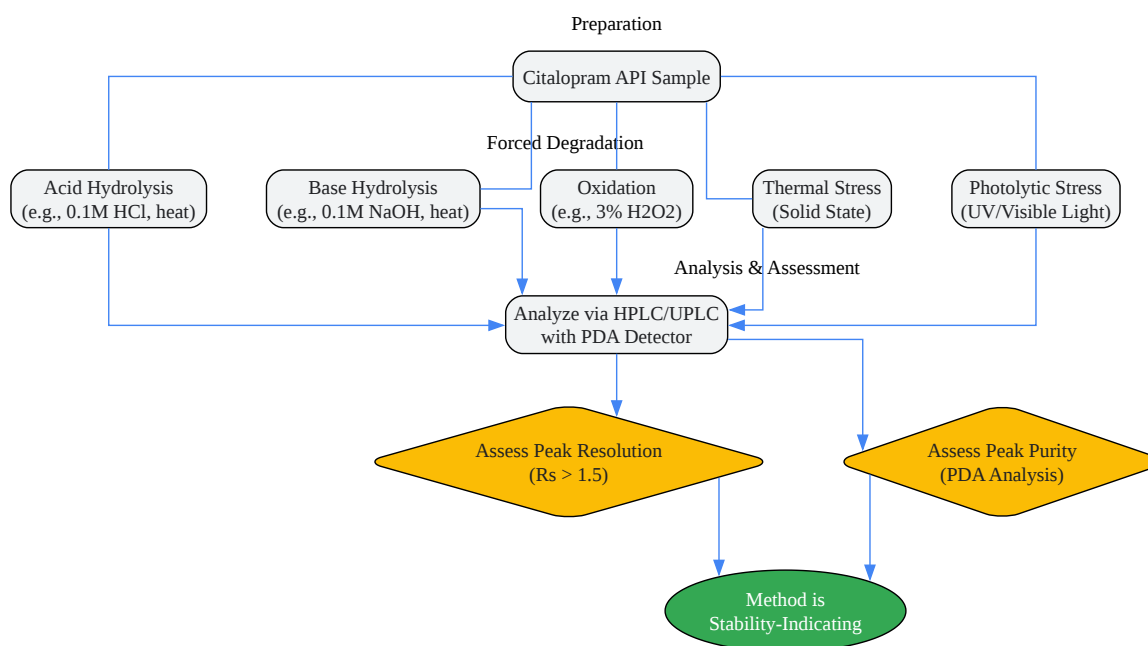 Preparation
Citalopram API Sample
Forced Degradation
Acid Hydrolysis
(e.g., 0.1M HCl, heat)
Base Hydrolysis
(e.g., 0.1M NaOH, heat)
Oxidation
(e.g., 3% H2O2)
Thermal Stress
(Solid State)
Photolytic Stress
(UV/Visible Light)
Analysis & Assessment
Analyze via HPLC/UPLC
with PDA Detector
Assess Peak Resolution
(Rs > 1.5)
Assess Peak Purity
(PDA Analysis)
Method is
Stability-Indicating